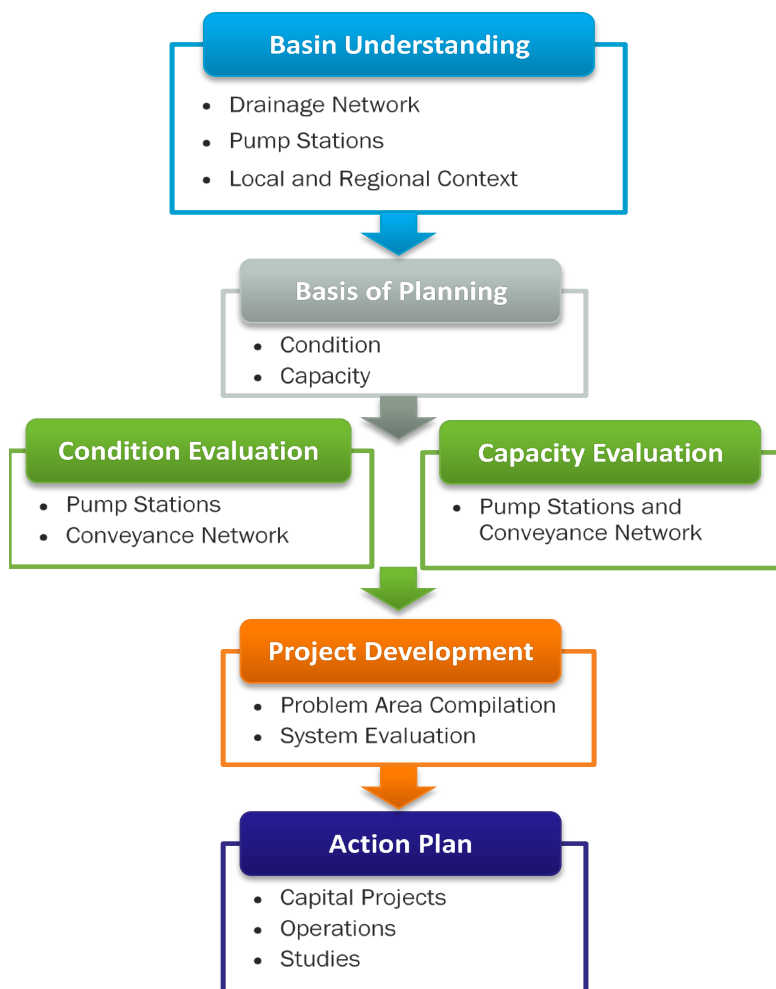 Basin Understanding
• Drainage Network
• Pump Stations
• Local and Regional Context
Basis of Planning
• Condition
• Capacity
Condition Evaluation
• Pump Stations
• Conveyance Network
Capacity Evaluation
• Pump Stations and
Conveyance Network
Project Development
• Problem Area Compilation
• System Evaluation
Action Plan
• Capital Projects
• Operations
• Studies